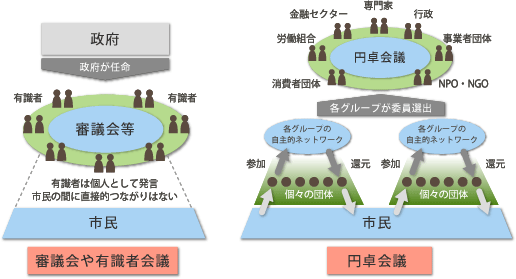 政府
政府が任命
有識者
有識者
審議会等
有識者は個人として発言
市民の間に直接的つながりはない
市民
審議会や有識者会議
専門家
金融セクター
行政
労働組合
事業者団体
円卓会議
消費者団体
NPO・NGO
各グループが委員選出
各グループの
自主的ネットワーク
各グループの
自主的ネットワーク
参加
還元
参加
還元
個々の団体
個々の団体
市民
円卓会議